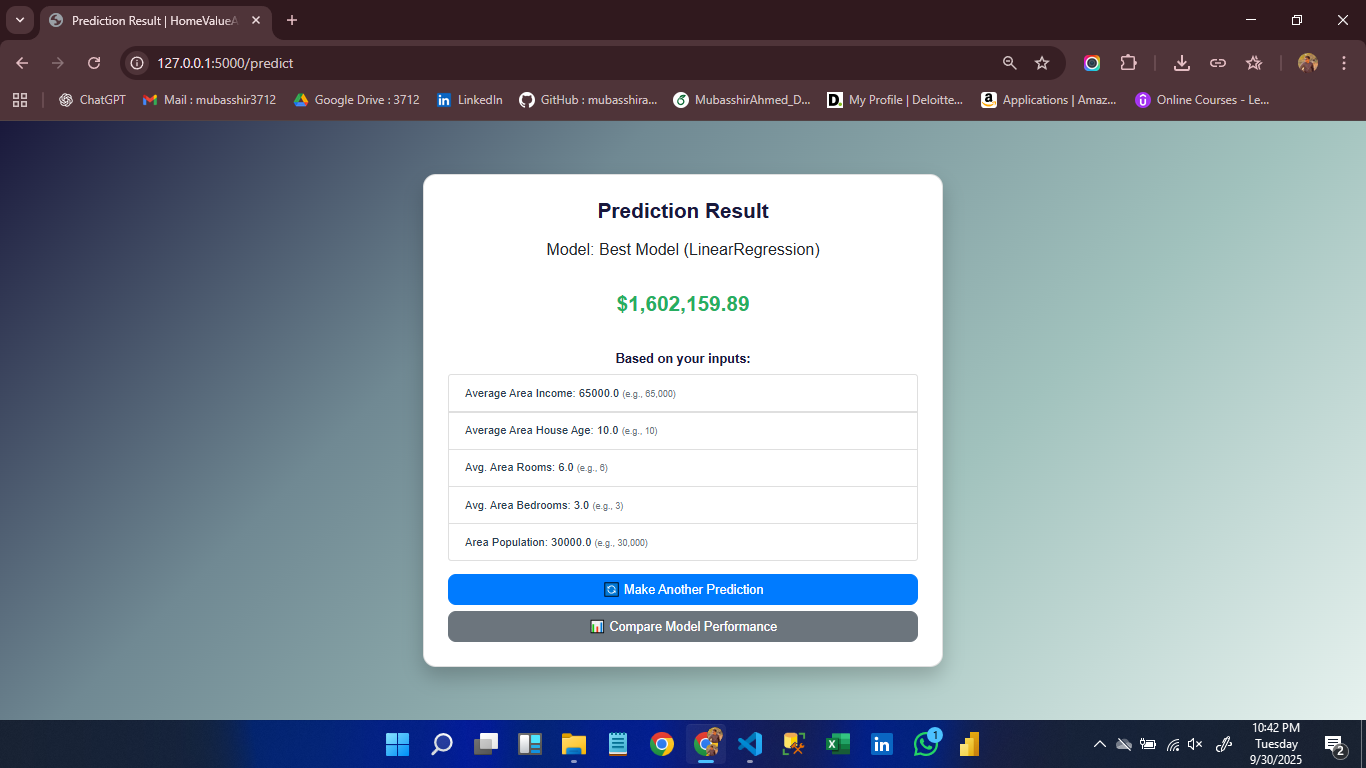 Prediction Result | HomeValueA
127.0.0.1:5000/predict
ChatGPT
Mail : mubasshir3712
Google Drive : 3712
LinkedIn
GitHub : mubasshira...
MubasshirAhmed_D...
D.
My Profile | Deloitte...
Applications | Amaz...
Online Courses - Le...
Prediction Result
Model: Best Model (LinearRegression)
$1,602,159.89
Based on your inputs:
Average Area Income: 65000.0 (e.g., 65,000)
Average Area House Age: 10.0 (e.g., 10)
Avg. Area Rooms: 6.0 (e.g., 6)
Avg. Area Bedrooms: 3.0 (e.g., 3)
Area Population: 30000.0 (e.g., 30,000)
Make Another Prediction
Compare Model Performance
1
10:42 PM
Tuesday
9/30/2025
2